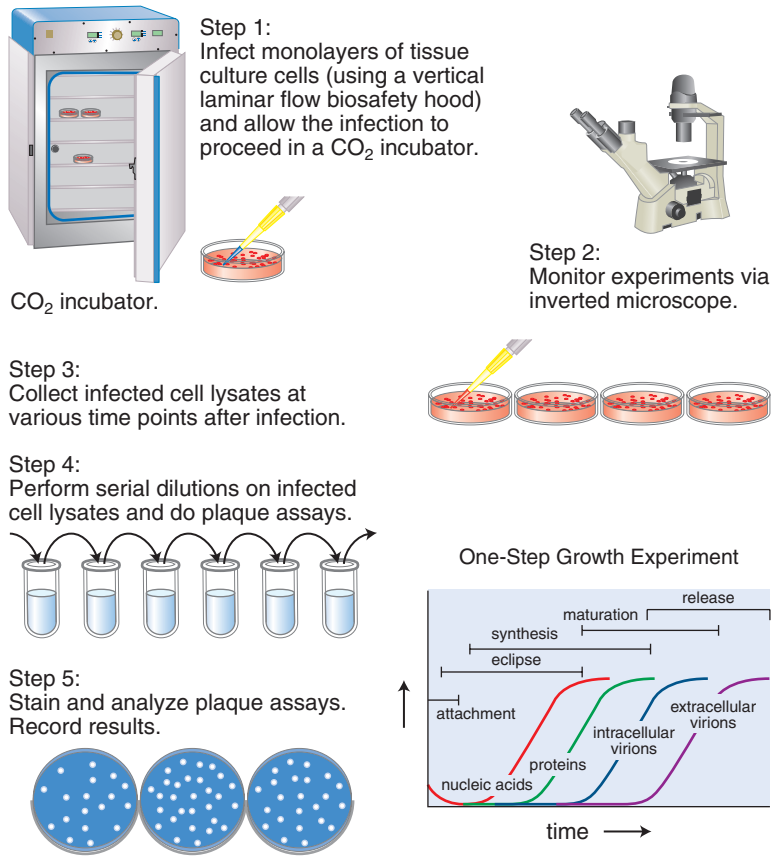 Step 1:
Infect monolayers of tissue
culture cells (using a vertical
laminar flow biosafety hood)
and allow the infection to
proceed in a CO₂ incubator.
CO₂ incubator.
Step 2:
Monitor experiments via
inverted microscope.
Step 3:
Collect infected cell lysates at
various time points after infection.
Step 4:
Perform serial dilutions on infected
cell lysates and do plaque assays.
Step 5:
Stain and analyze plaque assays.
Record results.
One-Step Growth Experiment
release
maturation
synthesis
eclipse
attachment
extracellular
virions
intracellular
virions
proteins
nucleic acids
time